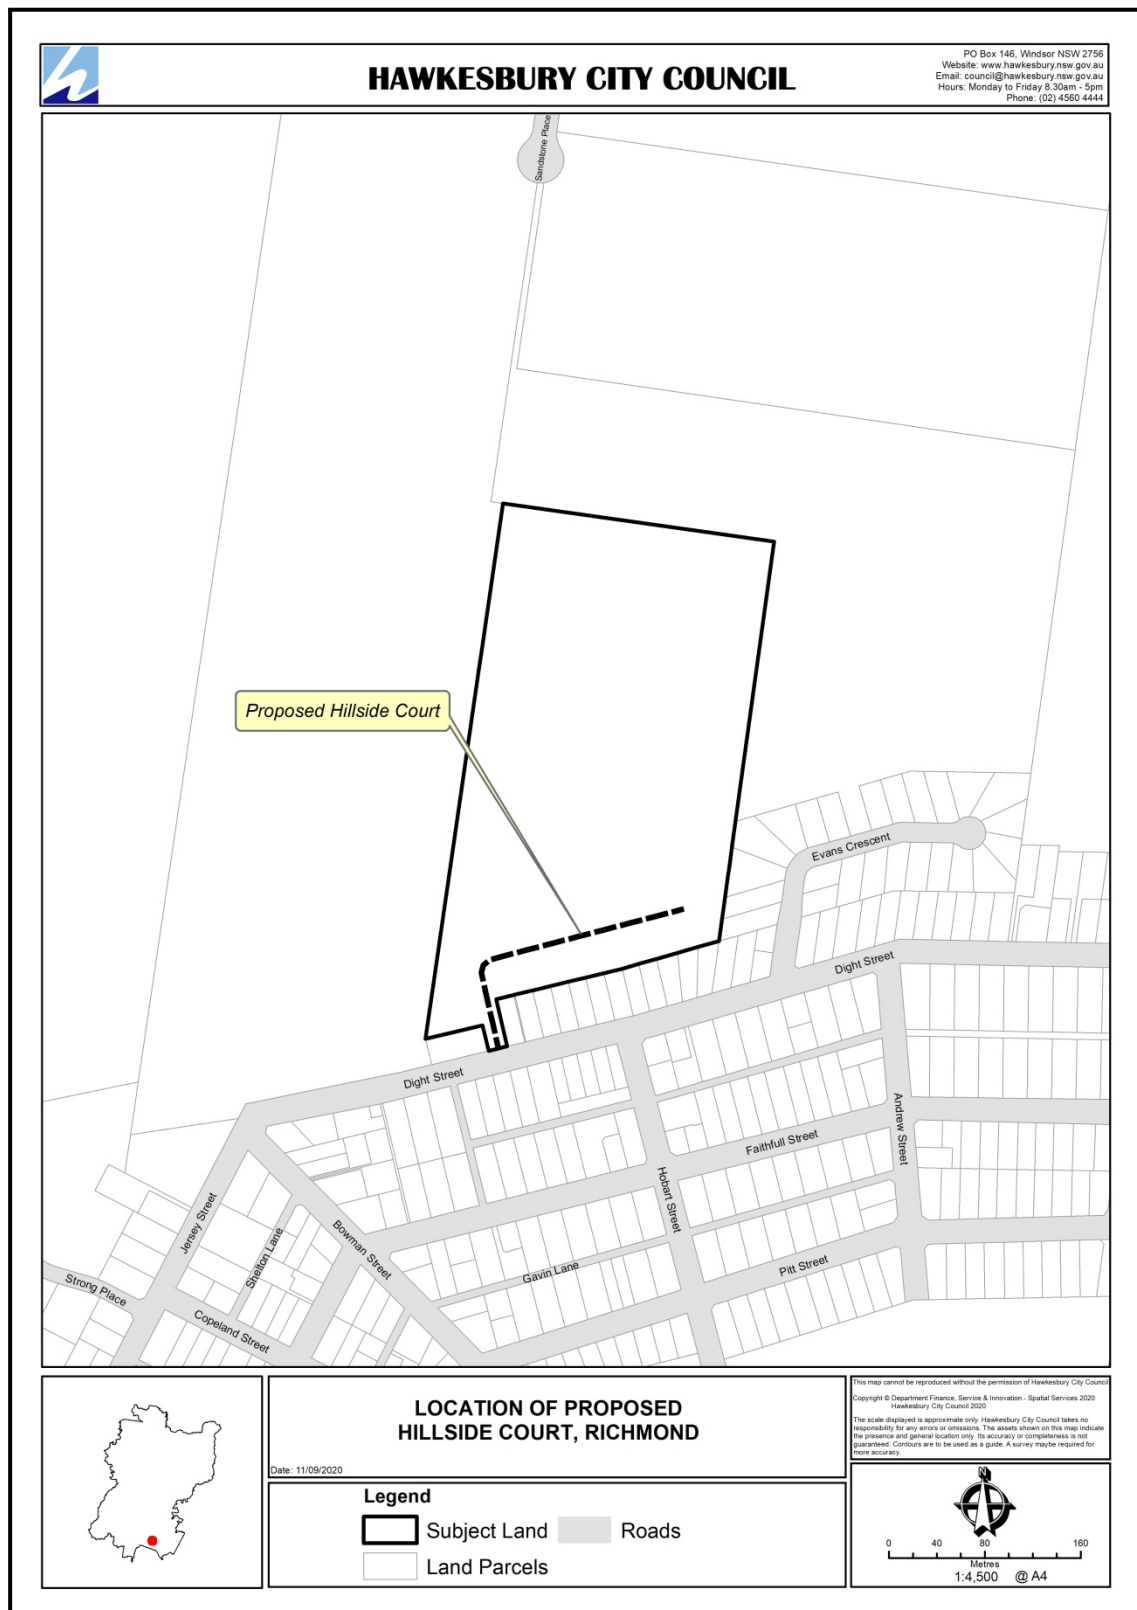 HAWKESBURY CITY COUNCIL
PO Box 146, Windsor NSW 2756
Website: www.hawkesbury.nsw.gov.au
Email: council@hawkesbury.nsw.gov.au
Hours: Monday to Friday 8.30am - 5pm
Phone: (02) 4560 4444
Sandstone Place
Proposed Hillside Court
Evans Crescent
Dight Street
Dight Street
Andrew Street
Faithfull Street
Hobart Street
Jersey Street
Shelton Lane
Bowman Street
Gavin Lane
Pitt Street
Strong Place
Copeland Street
LOCATION OF PROPOSED
HILLSIDE COURT, RICHMOND
Date: 11/09/2020
Legend
Subject Land
Roads
Land Parcels
This map cannot be reproduced without the permission of Hawkesbury City Council
Copyright © Department Finance, Service & Innovation - Spatial Services 2020
Hawkesbury City Council 2020
The scale displayed is approximate only. Hawkesbury City Council takes no
responsibility for any errors or omissions. The assets shown on this map indicate
the presence and general location only. Its accuracy or completeness is not
guaranteed. Contours are to be used as a guide. A survey maybe required for
more accuracy.
N
0 40 80 160
Metres
1:4,500 @ A4